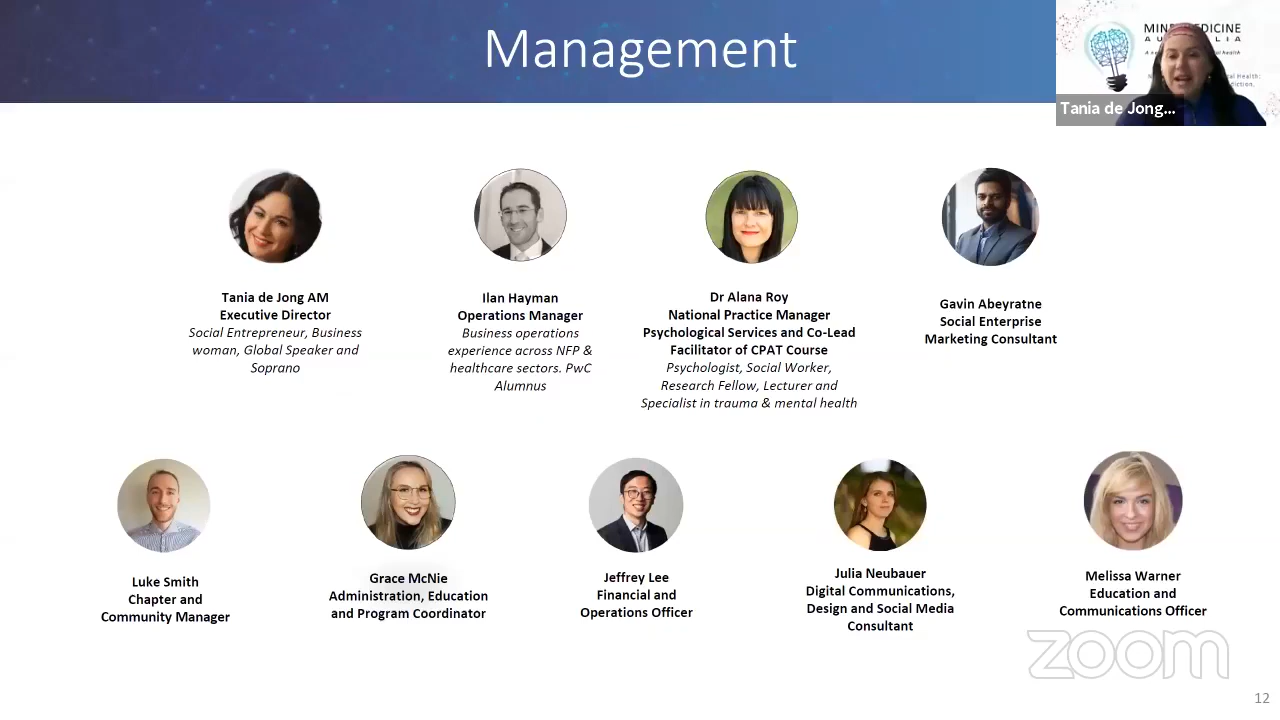 Management
MIND MEDICINE
Tania de Jong...
Tania de Jong AM
Executive Director
Social Entrepreneur, Business
woman, Global Speaker and
Soprano
Ilan Hayman
Operations Manager
Business operations
experience across NFP &
healthcare sectors. PwC
Alumnus
Dr Alana Roy
National Practice Manager
Psychological Services and Co-Lead
Facilitator of CPAT Course
Psychologist, Social Worker,
Research Fellow, Lecturer and
Specialist in trauma & mental health
Gavin Abeyratne
Social Enterprise
Marketing Consultant
Luke Smith
Chapter and
Community Manager
Grace McNie
Administration, Education
and Program Coordinator
Jeffrey Lee
Financial and
Operations Officer
Julia Neubauer
Digital Communications,
Design and Social Media
Consultant
Melissa Warner
Education and
Communications Officer
zoom
12